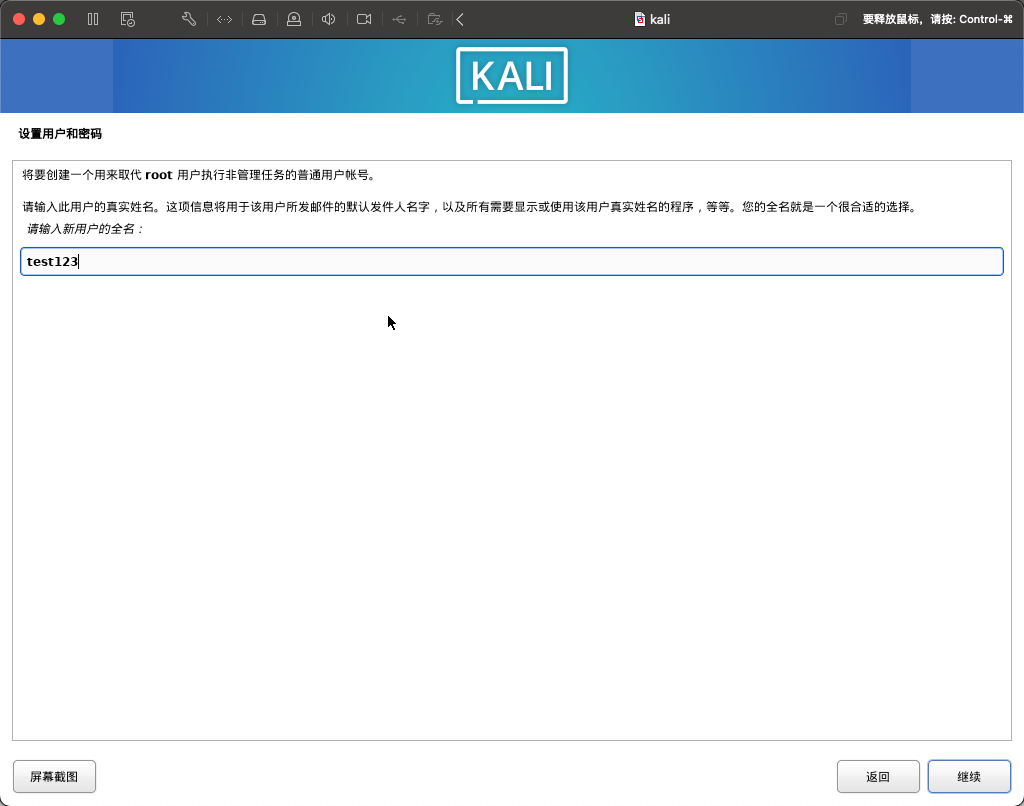 kali
要释放鼠标，请按: Control-⌘
KALI
设置用户和密码
将要创建一个用来取代 root 用户执行非管理任务的普通用户帐号。
请输入此用户的真实姓名。这项信息将用于该用户所发邮件的默认发件人名字，以及所有需要显示或使用该用户真实姓名的程序，等等。您的全名就是一个很合适的选择。
请输入新用户的全名：
test123
屏幕截图
返回
继续